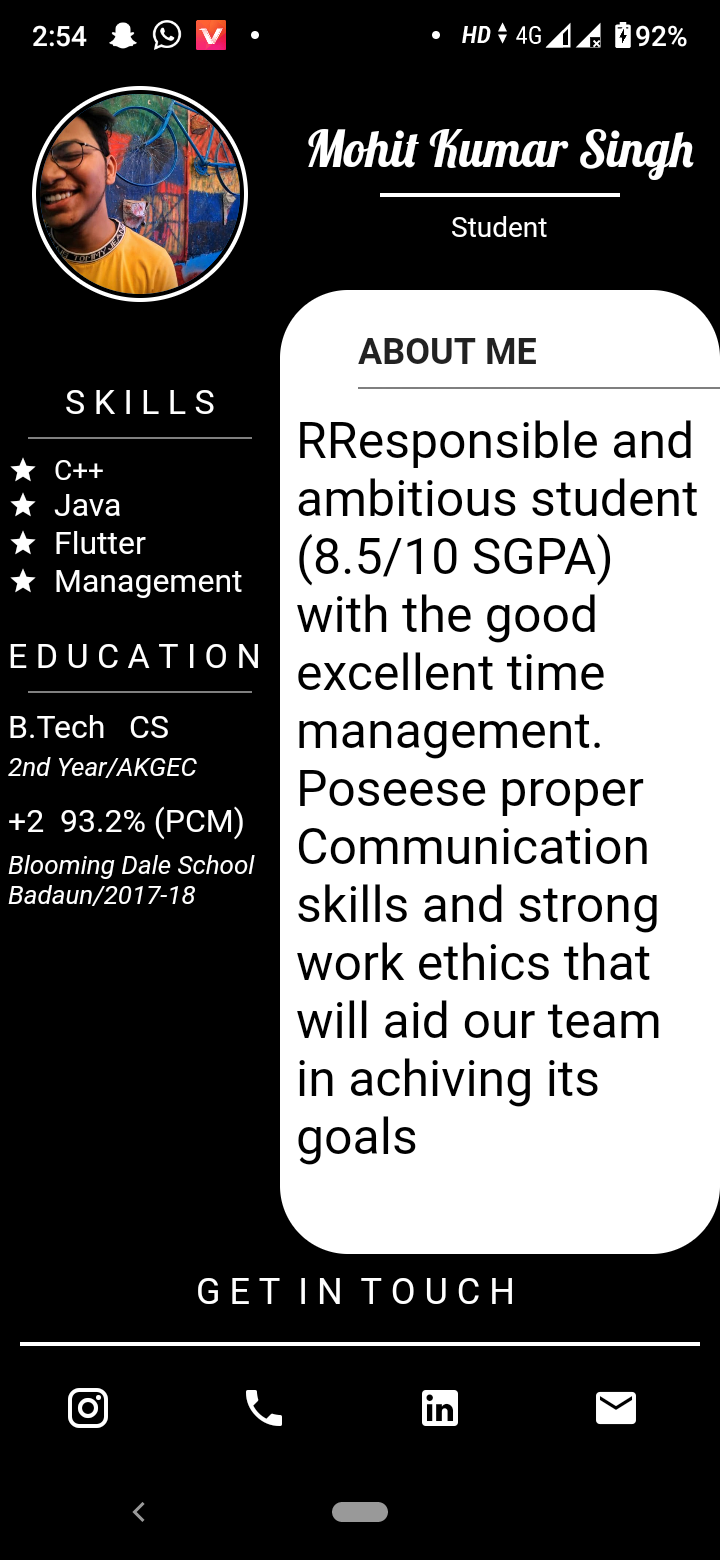 2:54
HD 4G 92%
Mohit Kumar Singh
Student
SKILLS
C++
Java
Flutter
Management
EDUCATION
B.Tech CS
2nd Year/AKGEC
+2 93.2% (PCM)
Blooming Dale School
Badaun/2017-18
ABOUT ME
RResponsible and
ambitious student
(8.5/10 SGPA)
with the good
excellent time
management.
Poseese proper
Communication
skills and strong
work ethics that
will aid our team
in achiving its
goals
GET IN TOUCH
in